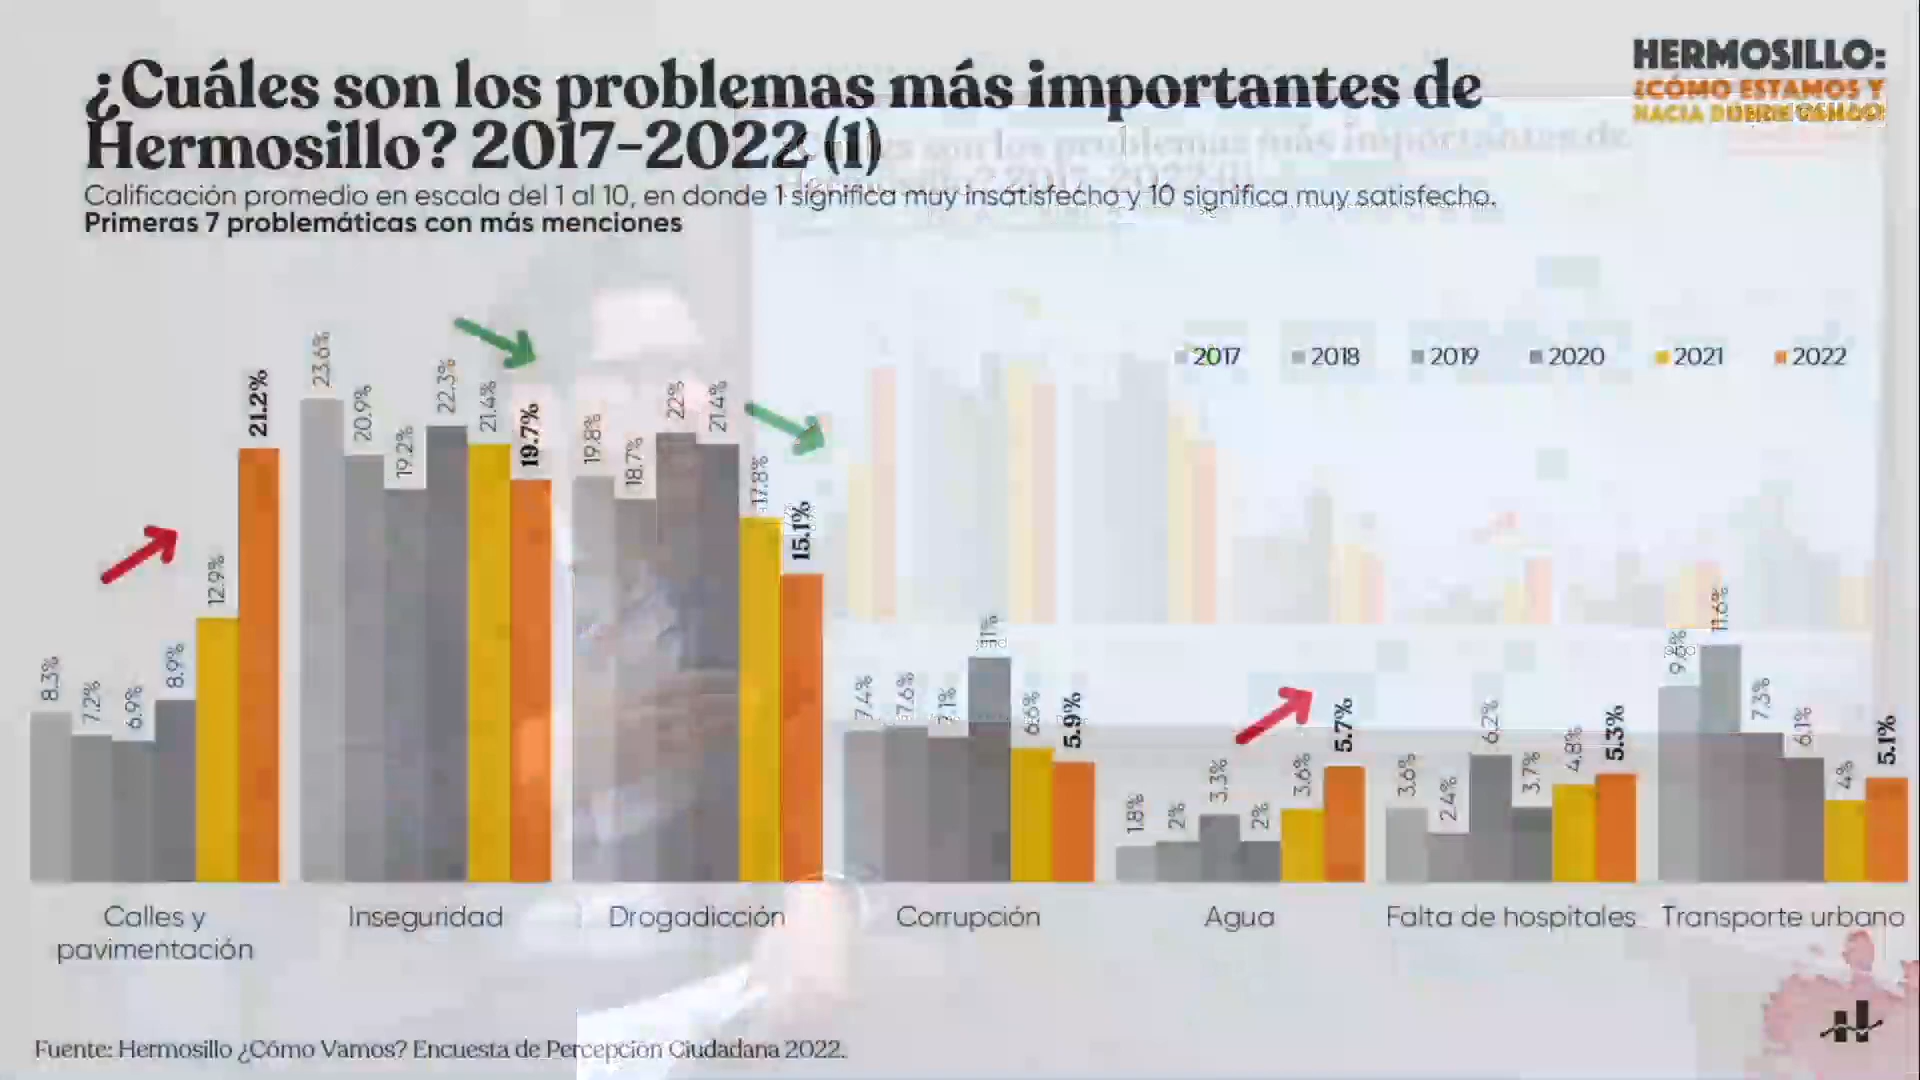 HERMOSILLO:
¿CÓMO ESTAMOS Y
HACIA
¿Cuáles son los problemas más importantes de
Hermosillo? 2017-2022 (1)
Calificación promedio en escala del 1 al 10, en donde 1 significa muy insatisfecho y 10 significa muy satisfecho.
Primeras 7 problemáticas con más menciones
2017 2018 2019 2020 2021 2022
8.3% 7.2% 6.9% 8.9% 12.9% 21.2%
23.6% 20.9% 19.2% 22.3% 21.4% 19.7%
19.8% 18.7% 22% 21.4% 17.8% 15.1%
7.4% 7.6% 7.1% 11% 6.6% 5.9%
1.8% 2% 3.3% 2% 3.6% 5.7%
3.6% 2.4% 6.2% 3.7% 4.8% 5.3%
11.6% 7.3% 6.1% 4% 5.1%
Calles y
pavimentación
Inseguridad
Drogadicción
Corrupción
Agua
Falta de hospitales
Transporte urbano
Fuente: Hermosillo ¿Cómo Vamos? Encuesta de Percepción Ciudadana 2022.